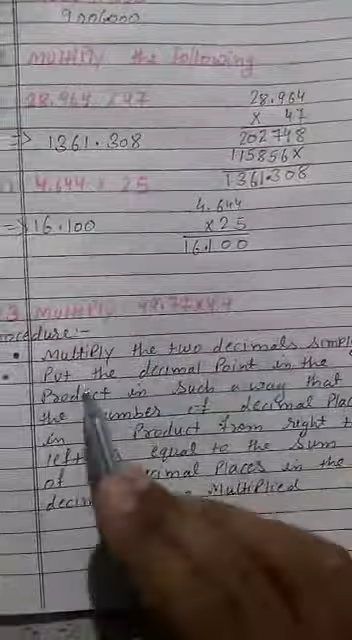 9006000
Multiply the following
28.964 × 47
28.964
× 47
202748
115856×
1361.308
=> 1361.308
4.644 × 25
4.644
×25
16.100
=> 16.100
3 Multiply 47
procedure:-
• Multiply the two decimals simpl
• Put the decimal Point in the
Product in such a way that
the number of decimal Plac
in Product from right t
left equal to the sum
of decimal Places in the
decim Multiplied